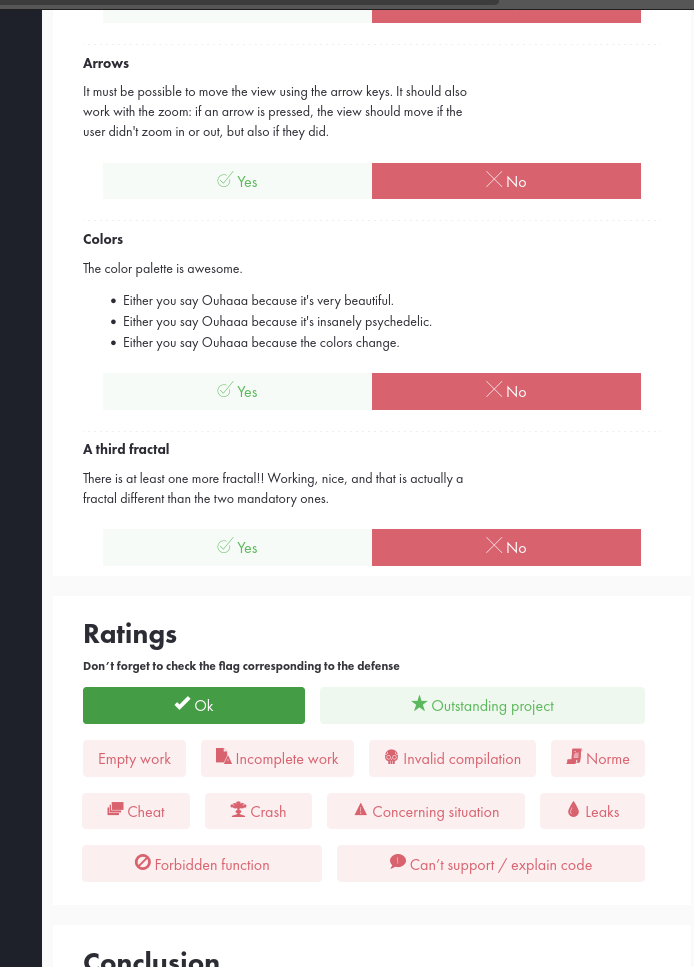 Arrows
It must be possible to move the view using the arrow keys. It should also
work with the zoom: if an arrow is pressed, the view should move if the
user didn't zoom in or out, but also if they did.
Yes No
Colors
The color palette is awesome.
• Either you say Ouhaaa because it's very beautiful.
• Either you say Ouhaaa because it's insanely psychedelic.
• Either you say Ouhaaa because the colors change.
Yes No
A third fractal
There is at least one more fractal!! Working, nice, and that is actually a
fractal different than the two mandatory ones.
Yes No
Ratings
Don’t forget to check the flag corresponding to the defense
Ok Outstanding project
Empty work Incomplete work Invalid compilation Norme
Cheat Crash Concerning situation Leaks
Forbidden function Can’t support / explain code
Conclusion